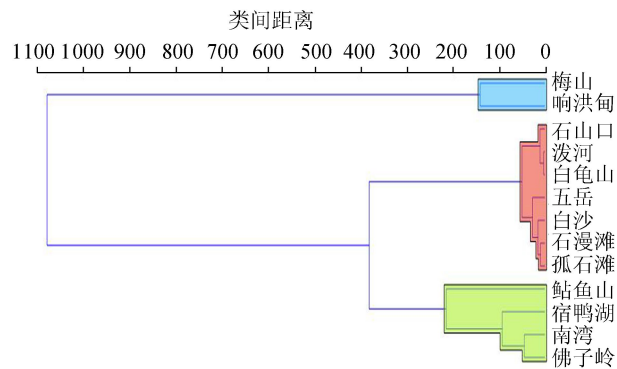 类间距离
1100 1000 900 800 700 600 500 400 300 200 100 0
梅山
响洪甸
石山口
泼河
白龟山
五岳
白沙
石漫滩
孤石滩
鲇鱼山
宿鸭湖
南湾
佛子岭